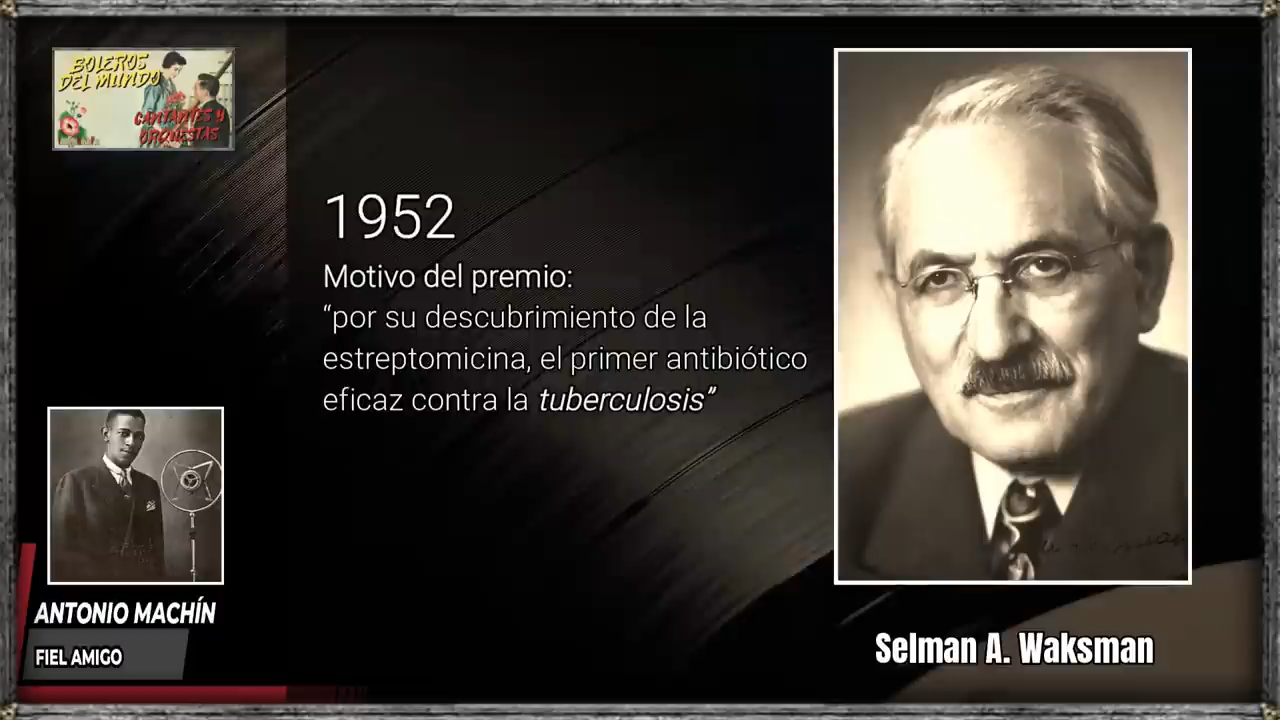 BOLEROS
DEL MUNDO
CANTANTES Y
ORQUESTAS
1952
Motivo del premio:
“por su descubrimiento de la
estreptomicina, el primer antibiótico
eficaz contra la tuberculosis”
ANTONIO MACHÍN
FIEL AMIGO
Selman A. Waksman